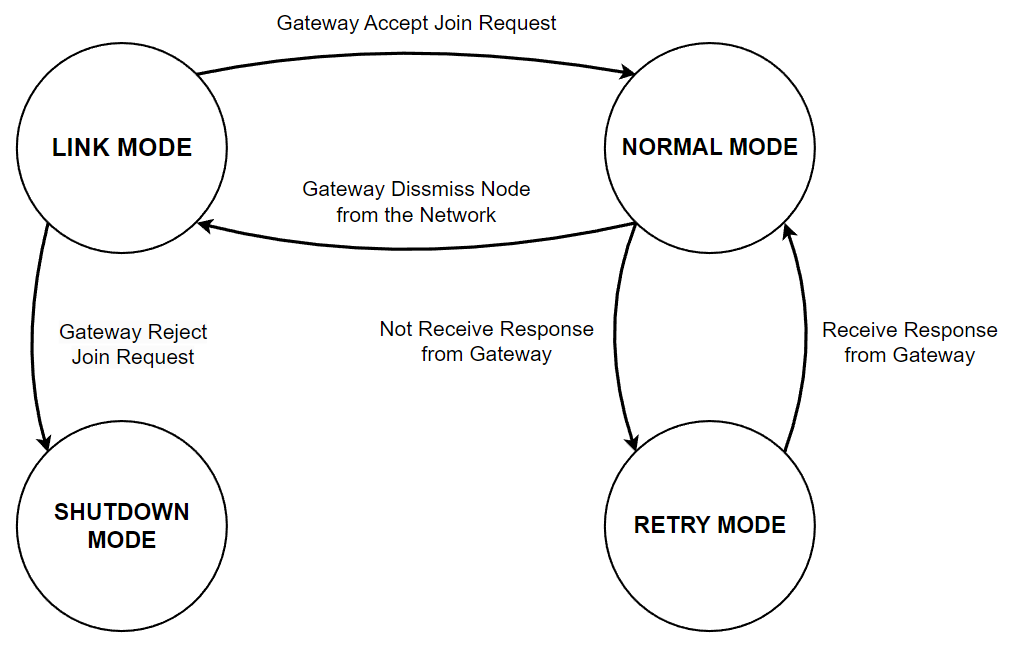 Gateway Accept Join Request
LINK MODE
NORMAL MODE
Gateway Dissmiss Node
from the Network
Gateway Reject
Join Request
Not Receive Response
from Gateway
Receive Response
from Gateway
SHUTDOWN
MODE
RETRY MODE